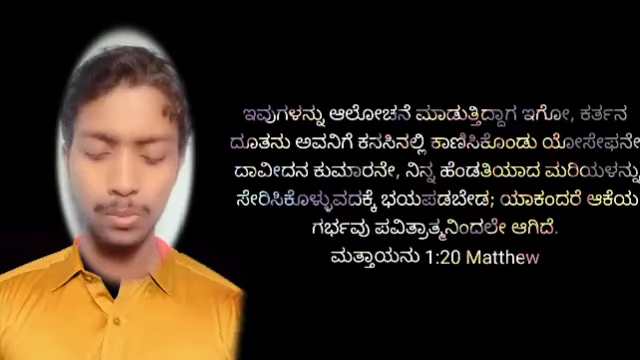 ಇವುಗಳನ್ನು ಆಲೋಚನೆ ಮಾಡುತ್ತಿದ್ದಾಗ ಇಗೋ, ಕರ್ತನ
ದೂತನು ಅವನಿಗೆ ಕನಸಿನಲ್ಲಿ ಕಾಣಿಸಿಕೊಂಡು ಯೋಸೇಫನೇ
ದಾವೀದನ ಕುಮಾರನೇ, ನಿನ್ನ ಹೆಂಡತಿಯಾದ ಮರಿಯಳನ್ನು
ಸೇರಿಸಿಕೊಳ್ಳುವದಕ್ಕೆ ಭಯಪಡಬೇಡ; ಯಾಕಂದರೆ ಆಕೆಯ
ಗರ್ಭವು ಪವಿತ್ರಾತ್ಮನಿಂದಲೇ ಆಗಿದೆ.
ಮತ್ತಾಯನು 1:20 Matthew